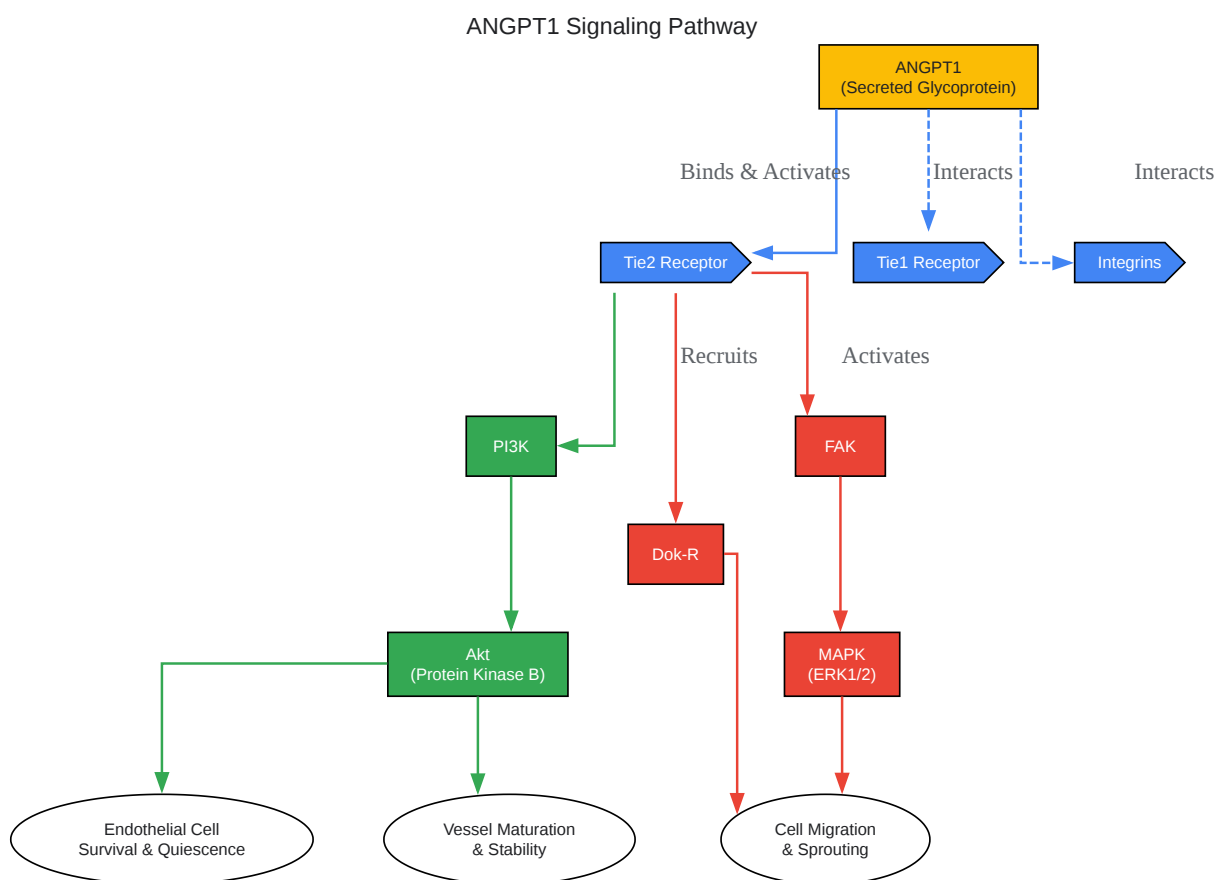 ANGPT1 Signaling Pathway
ANGPT1
(Secreted Glycoprotein)
Binds & Activates
Interacts
Interacts
Tie2 Receptor
Tie1 Receptor
Integrins
Recruits
Activates
PI3K
FAK
Dok-R
Akt
(Protein Kinase B)
MAPK
(ERK1/2)
Endothelial Cell
Survival & Quiescence
Vessel Maturation
& Stability
Cell Migration
& Sprouting